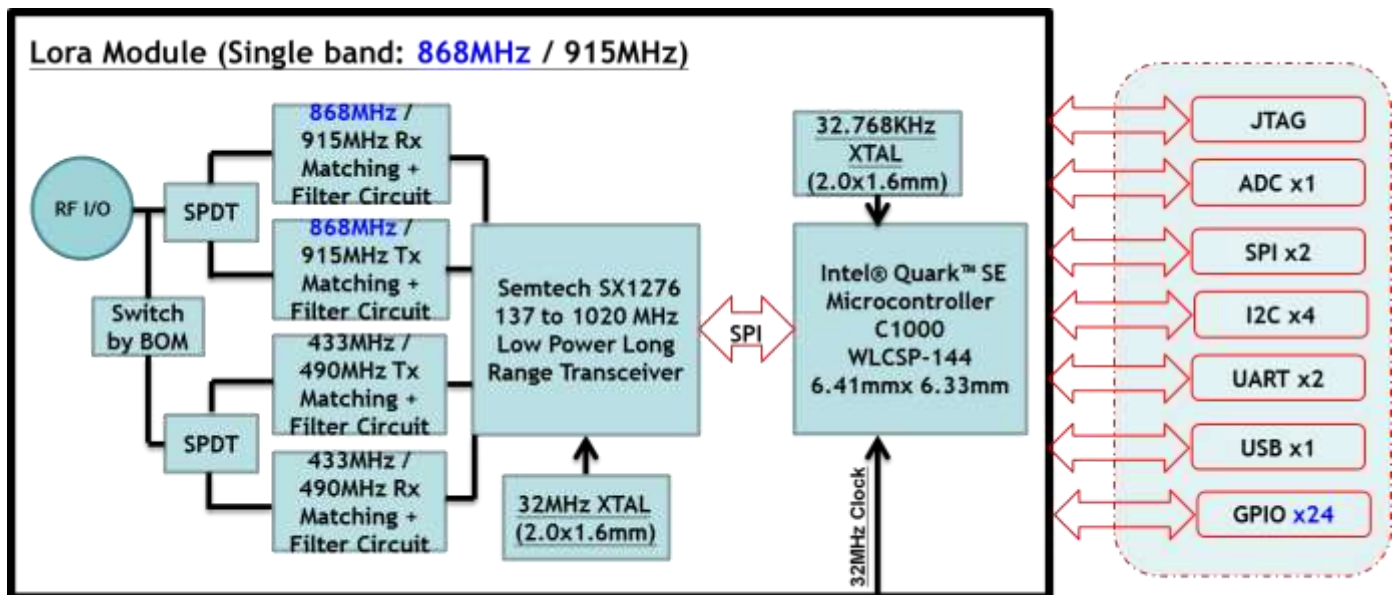 Lora Module (Single band: 868MHz / 915MHz)
RF I/O
SPDT
Switch
by BOM
SPDT
868MHz /
915MHz Rx
Matching +
Filter Circuit
868MHz /
915MHz Tx
Matching +
Filter Circuit
433MHz /
490MHz Tx
Matching +
Filter Circuit
433MHz /
490MHz Rx
Matching +
Filter Circuit
Semtech SX1276
137 to 1020 MHz
Low Power Long
Range Transceiver
32MHz XTAL
(2.0x1.6mm)
SPI
32.768KHz
XTAL
(2.0x1.6mm)
Intel® Quark™ SE
Microcontroller
C1000
WLCSP-144
6.41mmx 6.33mm
32MHz Clock
JTAG
ADC x1
SPI x2
I2C x4
UART x2
USB x1
GPIO x24